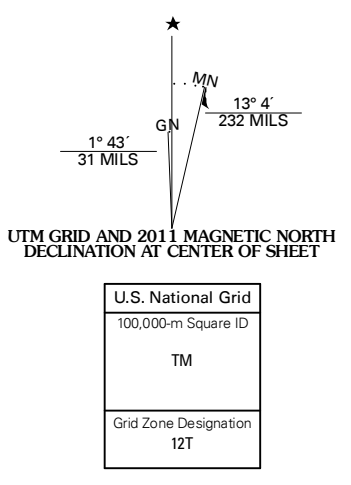 ★
MN
13° 4´
232 MILS
GN
1° 43´
31 MILS
UTM GRID AND 2011 MAGNETIC NORTH
DECLINATION AT CENTER OF SHEET
U.S. National Grid
100,000-m Square ID
TM
Grid Zone Designation
12T